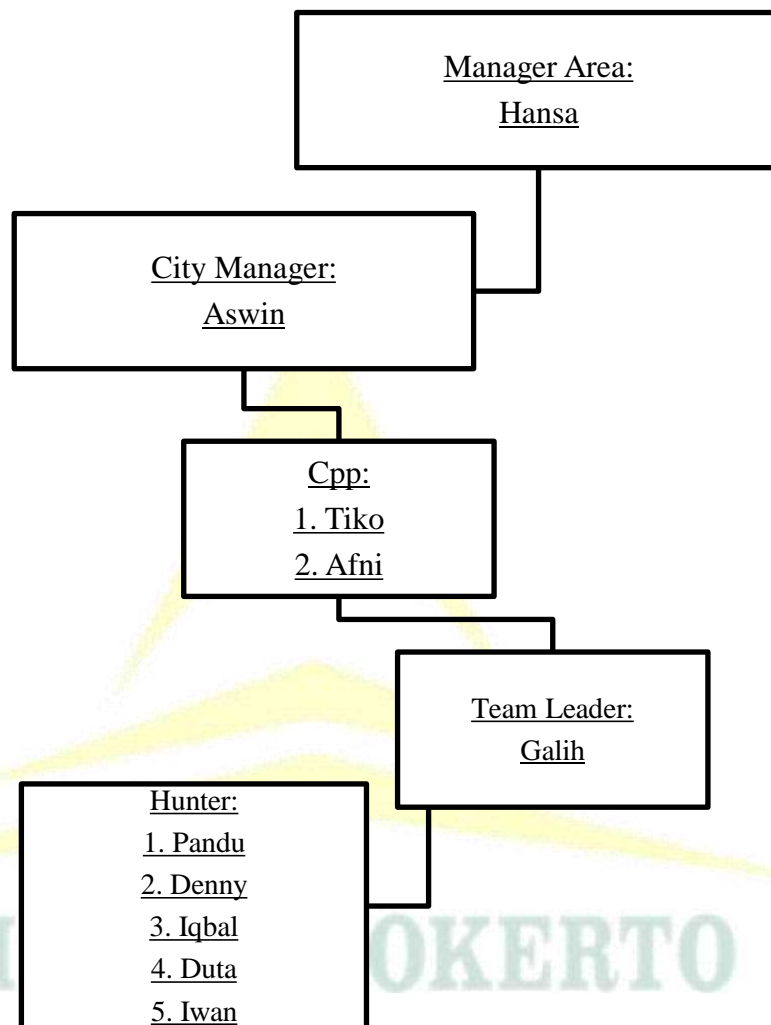 Manager Area:
Hansa
City Manager:
Aswin
Cpp:
1. Tiko
2. Afni
Team Leader:
Galih
Hunter:
1. Pandu
2. Denny
3. Iqbal
4. Duta
5. Iwan
OKERTO